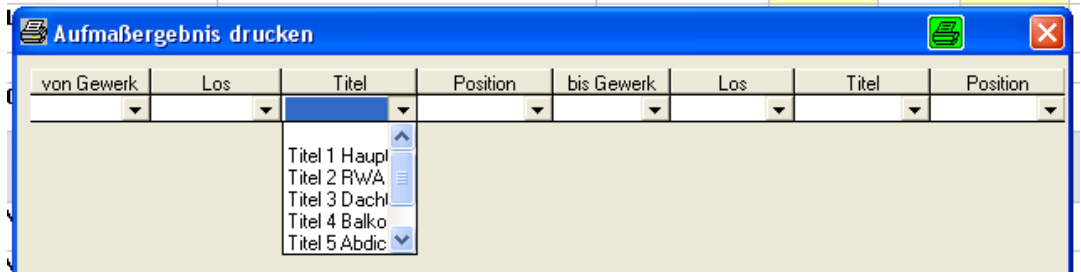 Aufmaßergebnis drucken
von Gewerk Los Titel Position bis Gewerk Los Titel Position
Titel 1 Haupt
Titel 2 RWA
Titel 3 Dach
Titel 4 Balko
Titel 5 Abdic